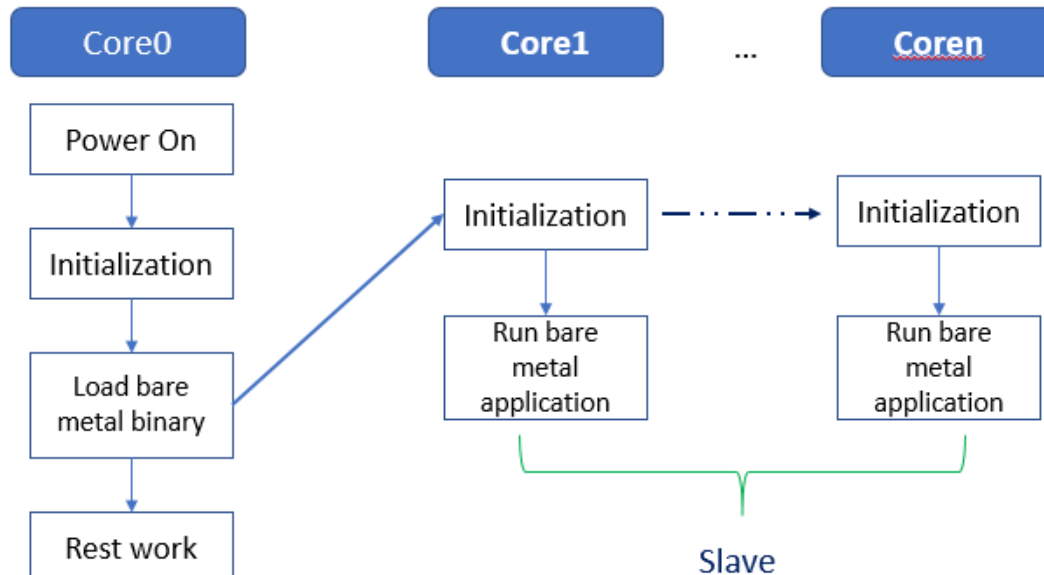 Core0
Core1
...
Coren
Power On
Initialization
Load bare
metal binary
Rest work
Initialization
Run bare
metal
application
Initialization
Run bare
metal
application
Slave